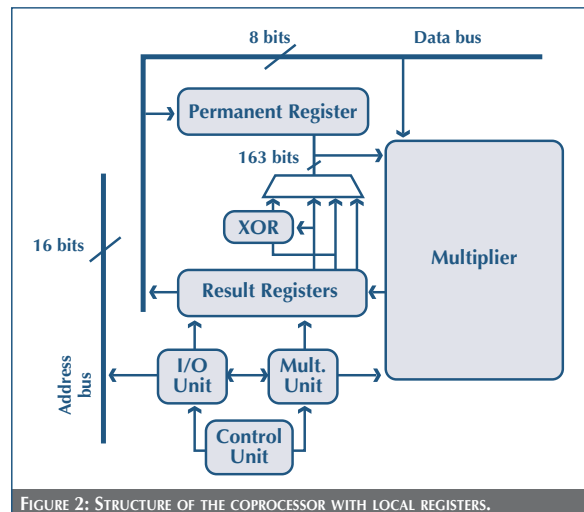 8 bits
Data bus
Permanent Register
163 bits
16 bits
XOR
Multiplier
Result Registers
I/O
Unit
Mult.
Unit
Address
bus
Control
Unit
FIGURE 2: STRUCTURE OF THE COPROCESSOR WITH LOCAL REGISTERS.